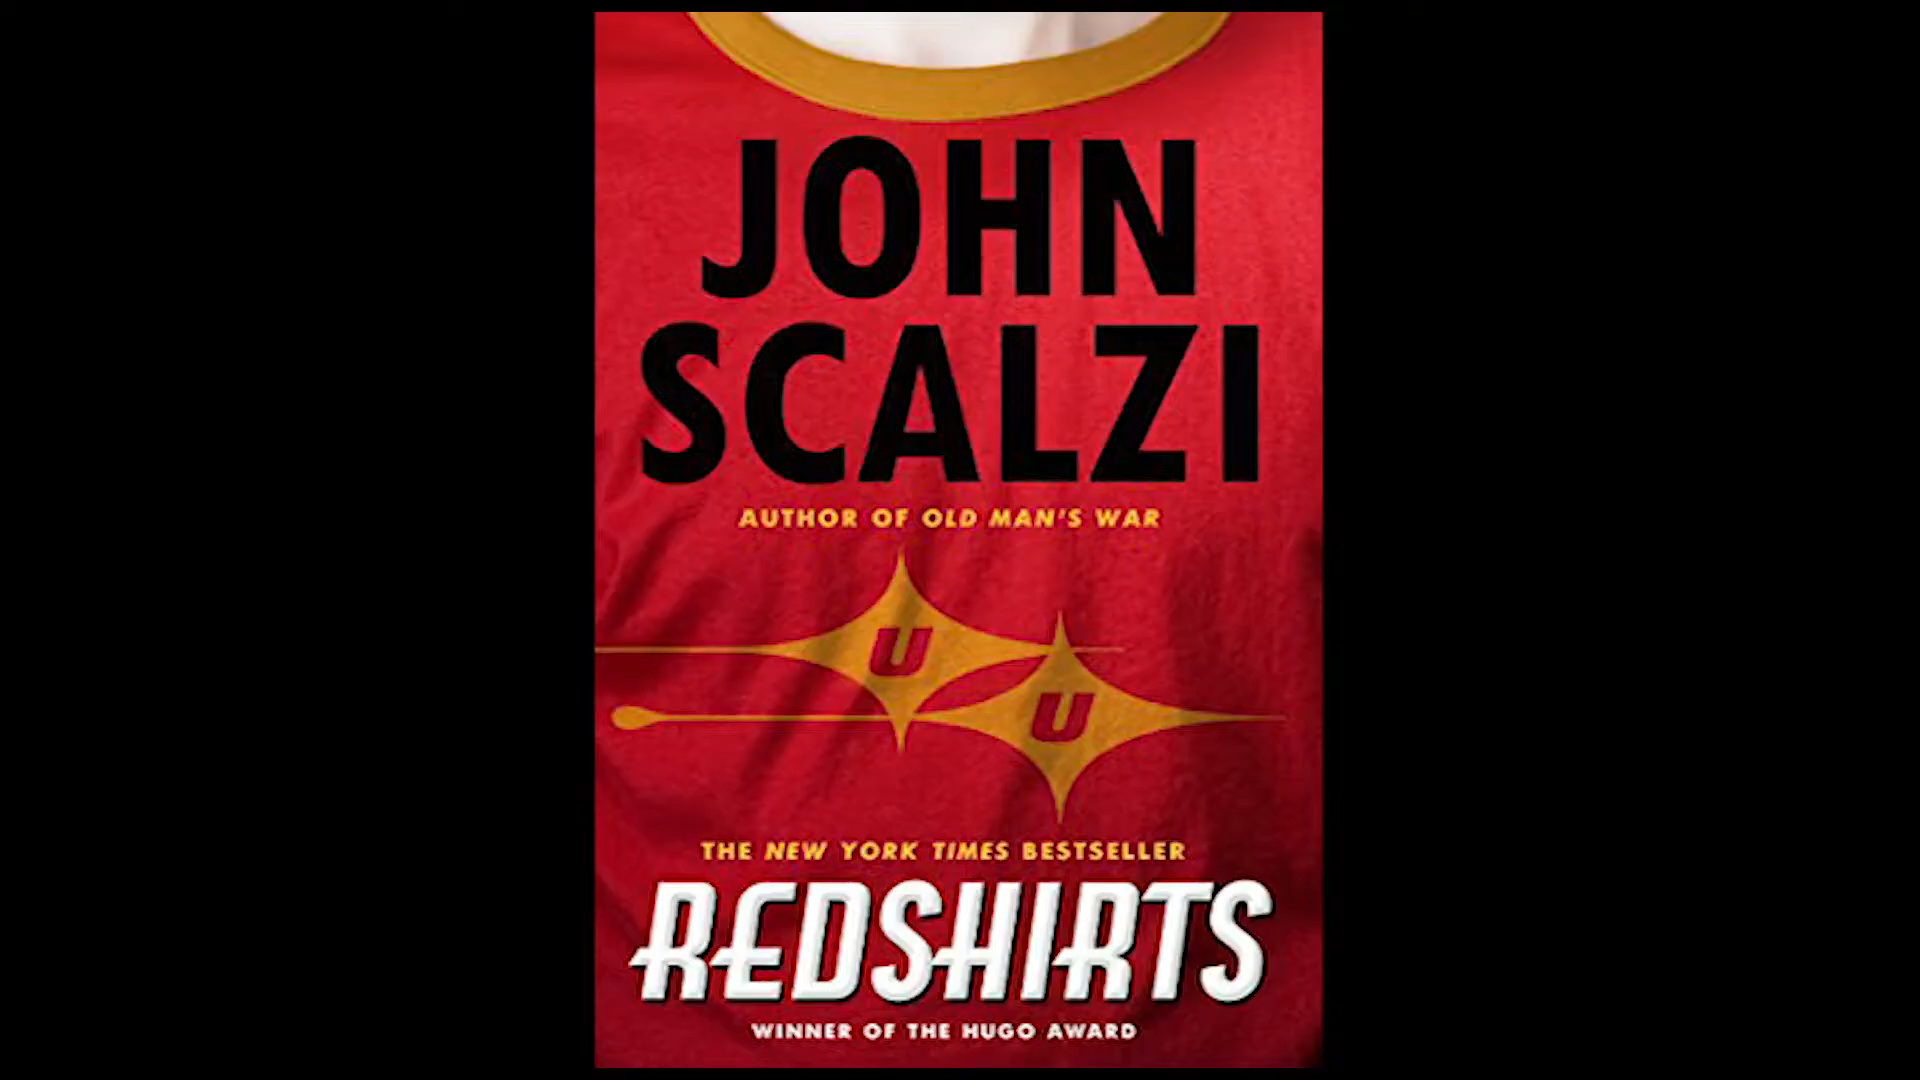 JOHN
SCALZI
AUTHOR OF OLD MAN'S WAR
U
U
THE NEW YORK TIMES BESTSELLER
REDSHIRTS
WINNER OF THE HUGO AWARD